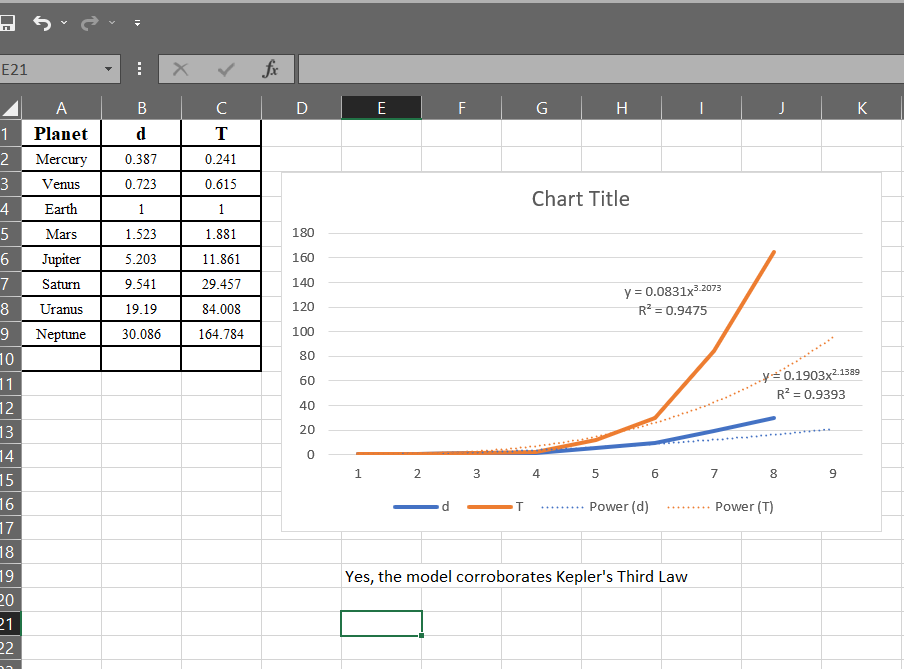 E21
fx
A B C D E F G H I J K
1 Planet d T
2 Mercury 0.387 0.241
3 Venus 0.723 0.615
4 Earth 1 1
5 Mars 1.523 1.881
6 Jupiter 5.203 11.861
7 Saturn 9.541 29.457
8 Uranus 19.19 84.008
9 Neptune 30.086 164.784
10
11
12
13
14
15
16
17
18
19
20
21
22
Chart Title
180
160
140
120
100
80
60
40
20
0
y = 0.0831x^3.2073
R² = 0.9475
y = 0.1903x^2.1389
R² = 0.9393
1 2 3 4 5 6 7 8 9
d T Power (d) Power (T)
Yes, the model corroborates Kepler's Third Law